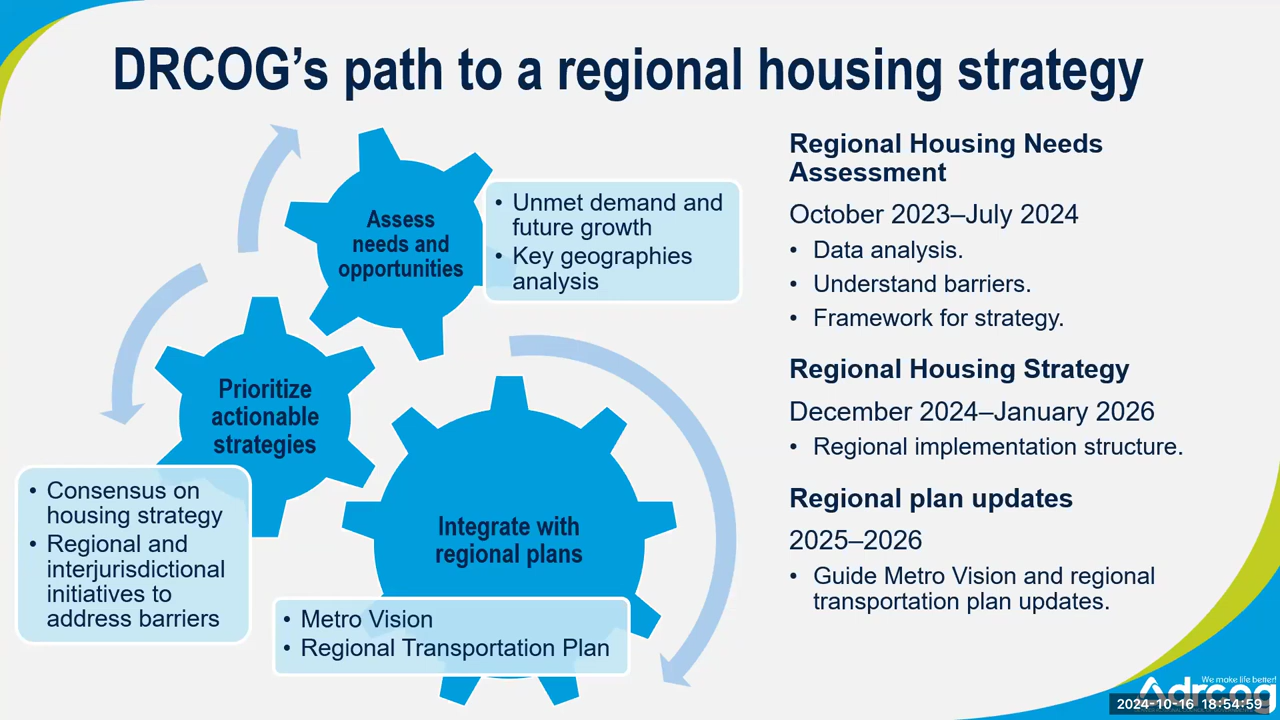 DRCOG’s path to a regional housing strategy
Assess
needs and
opportunities
• Unmet demand and
future growth
• Key geographies
analysis
Prioritize
actionable
strategies
• Consensus on
housing strategy
• Regional and
interjurisdictional
initiatives to
address barriers
Integrate with
regional plans
• Metro Vision
• Regional Transportation Plan
Regional Housing Needs
Assessment
October 2023–July 2024
• Data analysis.
• Understand barriers.
• Framework for strategy.
Regional Housing Strategy
December 2024–January 2026
• Regional implementation structure.
Regional plan updates
2025–2026
• Guide Metro Vision and regional
transportation plan updates.
We make life better!
drcog
2024-10-16 18:54:59